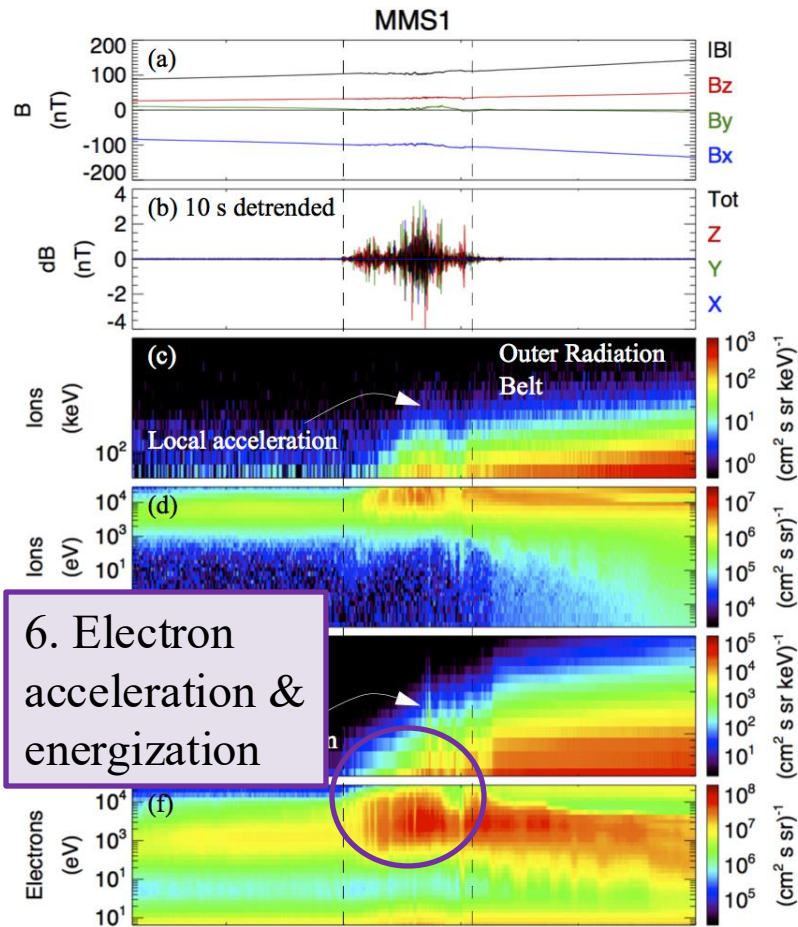 MMS1
200
100
0
-100
-200
B
(nT)
(a)
|B|
Bz
By
Bx
4
2
0
-2
-4
dB
(nT)
(b) 10 s detrended
Tot
Z
Y
X
(c)
Outer Radiation
Belt
Local acceleration
Ions
(keV)
10²
10³
10²
10¹
10⁰
(cm² s sr keV)⁻¹
(d)
Ions
(eV)
10⁴
10³
10¹
10⁷
10⁶
10⁵
10⁴
(cm² s sr)⁻¹
6. Electron
acceleration &
energization
n
10⁵
10⁴
10³
10²
10¹
(cm² s sr keV)⁻¹
(f)
Electrons
(eV)
10⁴
10³
10¹
10⁸
10⁷
10⁶
10⁵
(cm² s sr)⁻¹